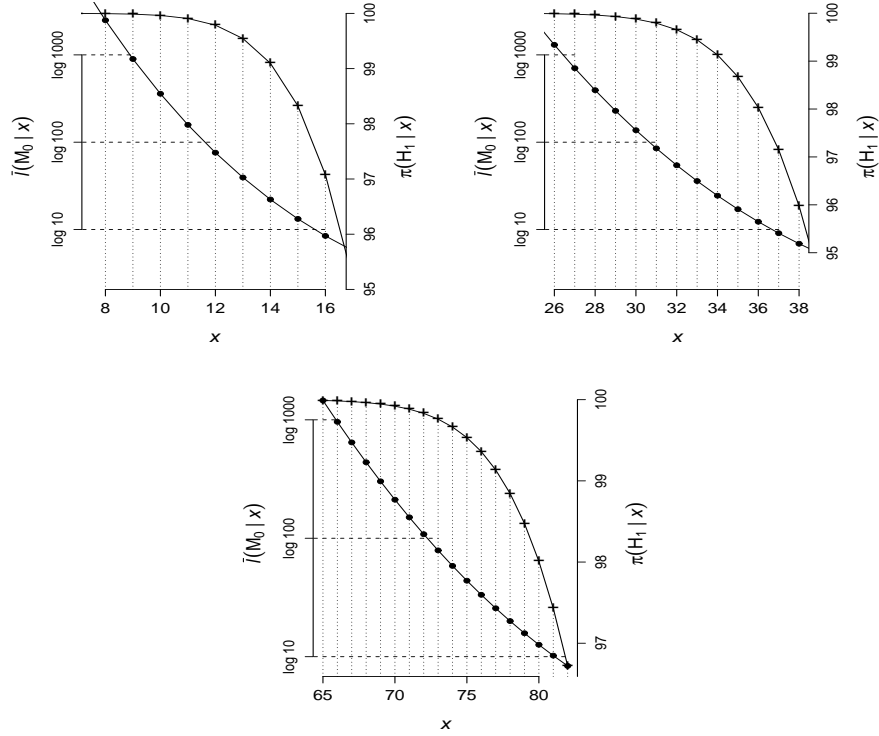 log 10 log 100 log 1000
l̄(M₀ | x)
8 10 12 14 16
x
95 96 97 98 99 100
π(H₁ | x)
log 10 log 100 log 1000
l̄(M₀ | x)
26 28 30 32 34 36 38
x
95 96 97 98 99 100
π(H₁ | x)
log 10 log 100 log 1000
l̄(M₀ | x)
65 70 75 80
x
97 98 99 100
π(H₁ | x)